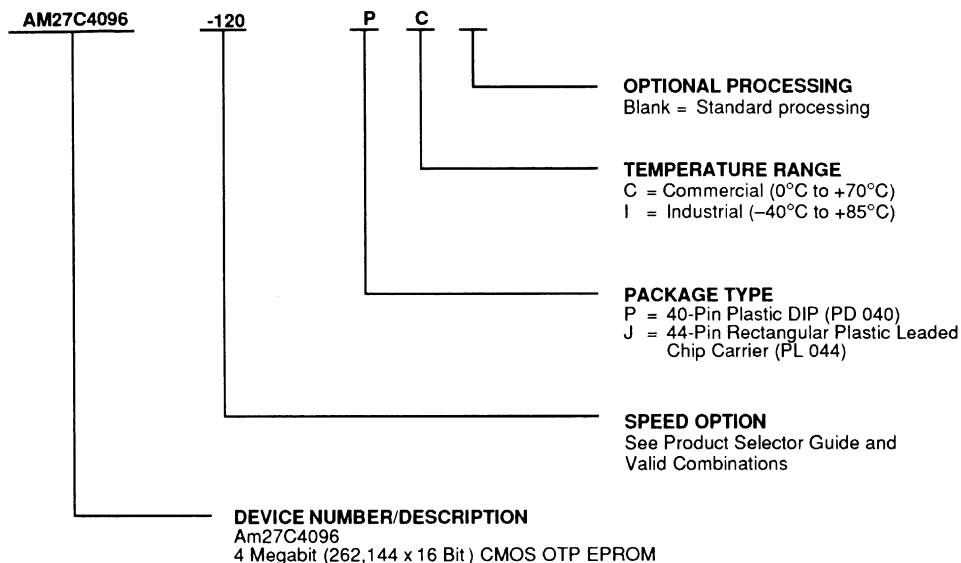 AM27C4096 -120 P C
OPTIONAL PROCESSING
Blank = Standard processing
TEMPERATURE RANGE
C = Commercial (0°C to +70°C)
I = Industrial (–40°C to +85°C)
PACKAGE TYPE
P = 40-Pin Plastic DIP (PD 040)
J = 44-Pin Rectangular Plastic Leaded
Chip Carrier (PL 044)
SPEED OPTION
See Product Selector Guide and
Valid Combinations
DEVICE NUMBER/DESCRIPTION
Am27C4096
4 Megabit (262,144 x 16 Bit) CMOS OTP EPROM